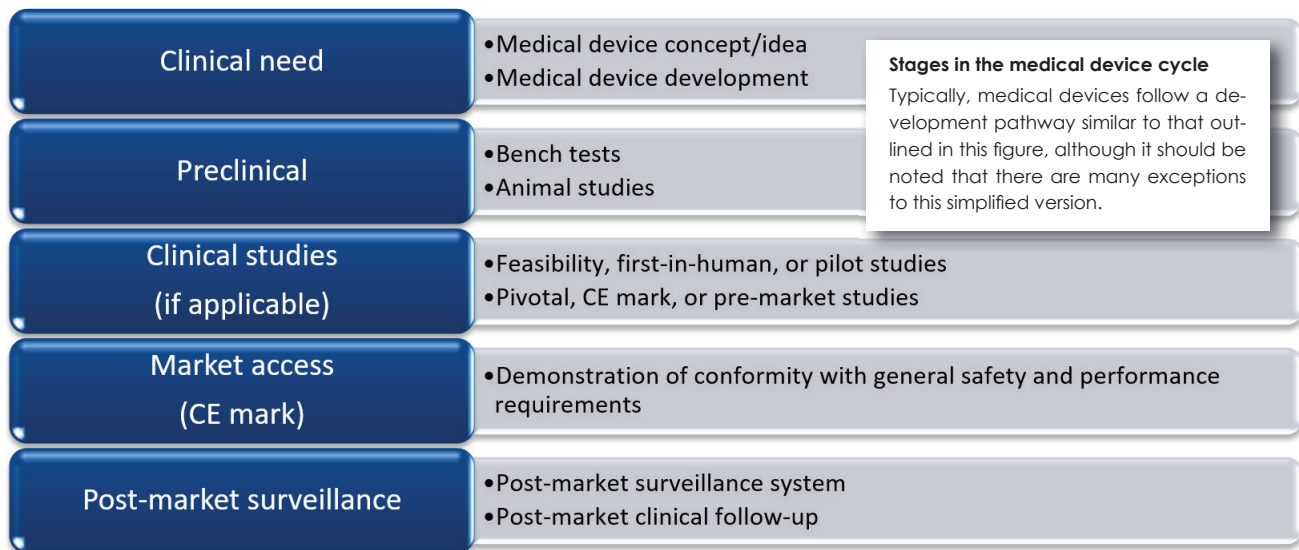 Clinical need
•Medical device concept/idea
•Medical device development
Stages in the medical device cycle
Typically, medical devices follow a de-
velopment pathway similar to that out-
lined in this figure, although it should be
noted that there are many exceptions
to this simplified version.
Preclinical
•Bench tests
•Animal studies
Clinical studies
(if applicable)
•Feasibility, first-in-human, or pilot studies
•Pivotal, CE mark, or pre-market studies
Market access
(CE mark)
•Demonstration of conformity with general safety and performance
requirements
Post-market surveillance
•Post-market surveillance system
•Post-market clinical follow-up